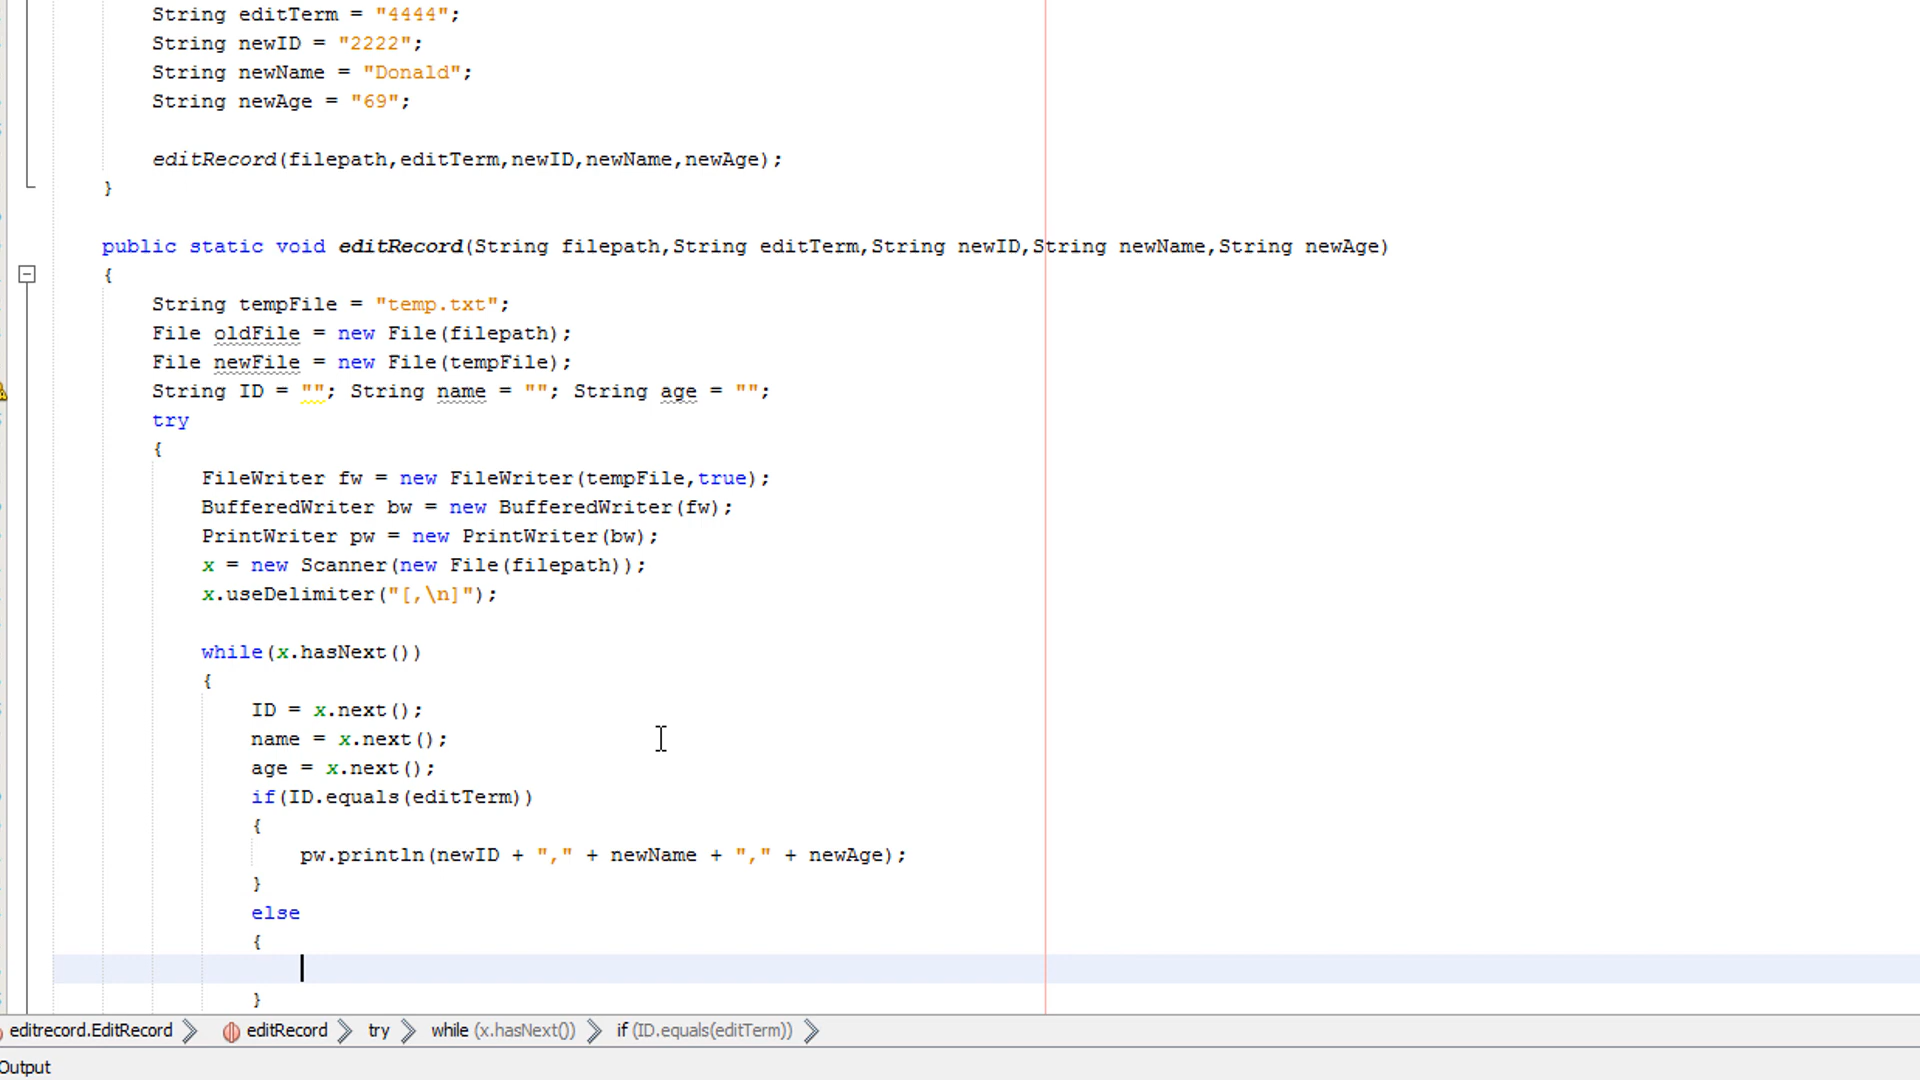 String editTerm = "4444";
String newID = "2222";
String newName = "Donald";
String newAge = "69";
editRecord(filepath,editTerm,newID,newName,newAge);
}
public static void editRecord(String filepath,String editTerm,String newID,String newName,String newAge)
{
String tempFile = "temp.txt";
File oldFile = new File(filepath);
File newFile = new File(tempFile);
String ID = ""; String name = ""; String age = "";
try
{
FileWriter fw = new FileWriter(tempFile,true);
BufferedWriter bw = new BufferedWriter(fw);
PrintWriter pw = new PrintWriter(bw);
x = new Scanner(new File(filepath));
x.useDelimiter("[,\n]");
while(x.hasNext())
{
ID = x.next();
name = x.next();
age = x.next();
if(ID.equals(editTerm))
{
pw.println(newID + "," + newName + "," + newAge);
}
else
{
}
editrecord.EditRecord editRecord try while (x.hasNext()) if (ID.equals(editTerm))
Output